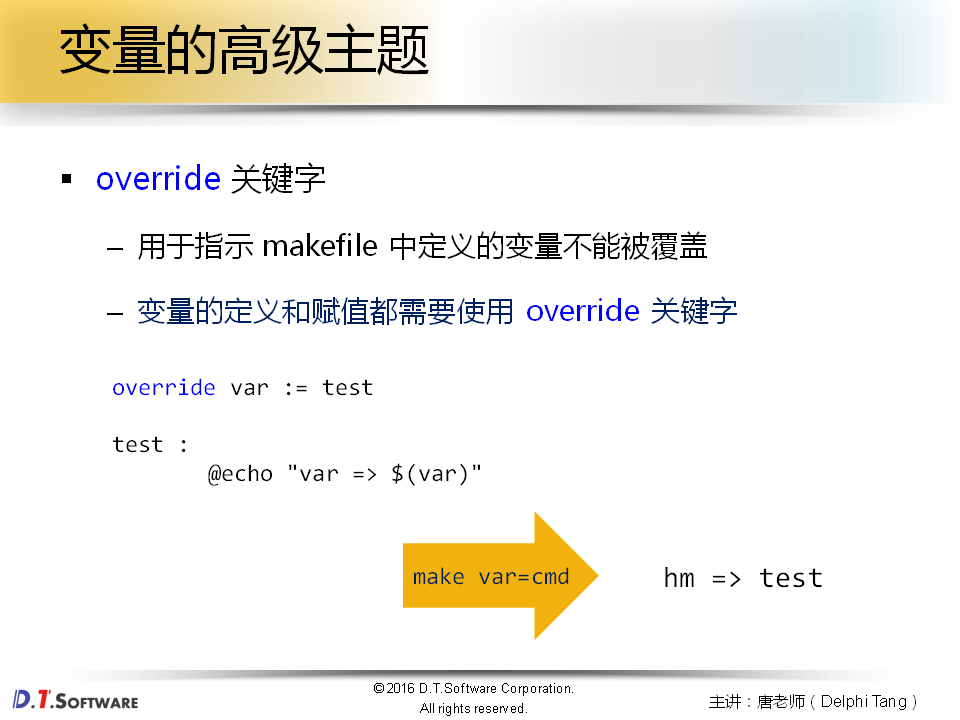 变量的高级主题
▪ override 关键字
– 用于指示 makefile 中定义的变量不能被覆盖
– 变量的定义和赋值都需要使用 override 关键字
override var := test
test :
@echo "var => $(var)"
make var=cmd
hm => test
D.T.SOFTWARE
©2016 D.T.Software Corporation.
All rights reserved.
主讲：唐老师（Delphi Tang）